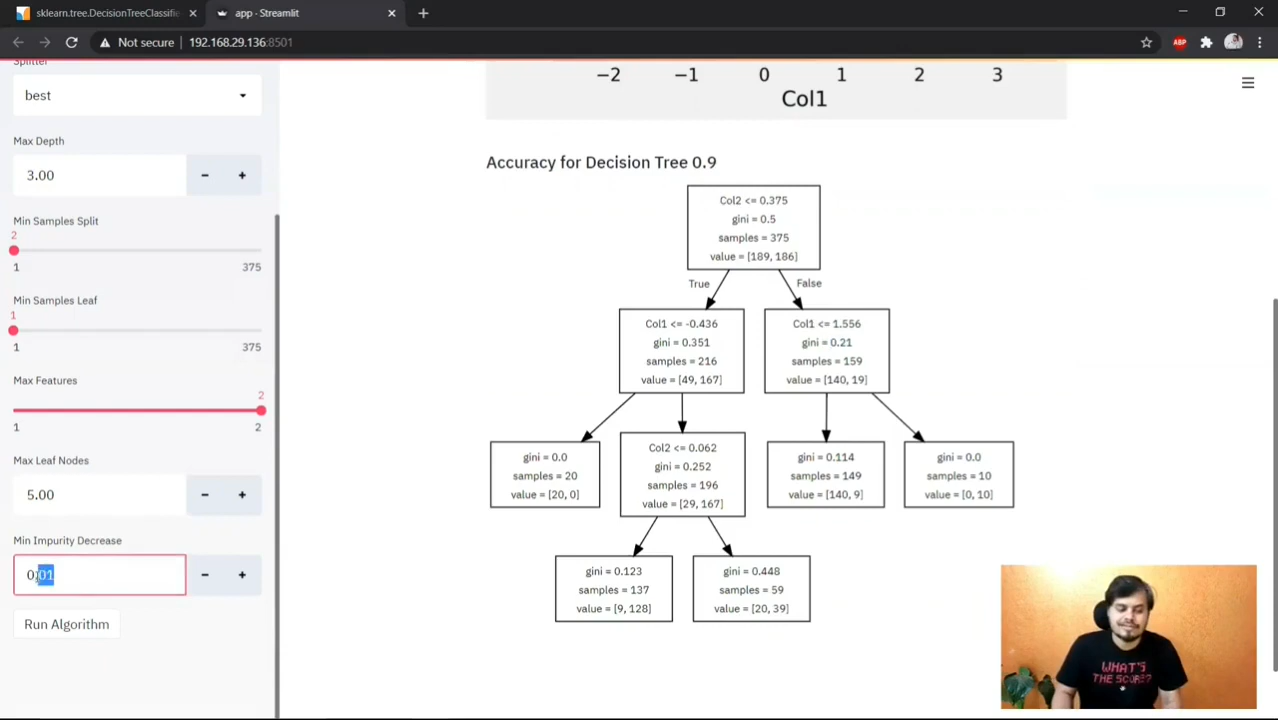 sklearn.tree.DecisionTreeClassifie
app · Streamlit
Not secure
192.168.29.136:8501
ABP
Splitter
best
Max Depth
3.00
Min Samples Split
2
1
375
Min Samples Leaf
1
1
375
Max Features
2
1
2
Max Leaf Nodes
5.00
Min Impurity Decrease
0.01
Run Algorithm
−2
−1
0
1
2
3
Col1
Accuracy for Decision Tree 0.9
Col2 <= 0.375
gini = 0.5
samples = 375
value = [189, 186]
True
False
Col1 <= -0.436
gini = 0.351
samples = 216
value = [49, 167]
Col1 <= 1.556
gini = 0.21
samples = 159
value = [140, 19]
gini = 0.0
samples = 20
value = [20, 0]
Col2 <= 0.062
gini = 0.252
samples = 196
value = [29, 167]
gini = 0.114
samples = 149
value = [140, 9]
gini = 0.0
samples = 10
value = [0, 10]
gini = 0.123
samples = 137
value = [9, 128]
gini = 0.448
samples = 59
value = [20, 39]
WHAT'S
THE SCORE?